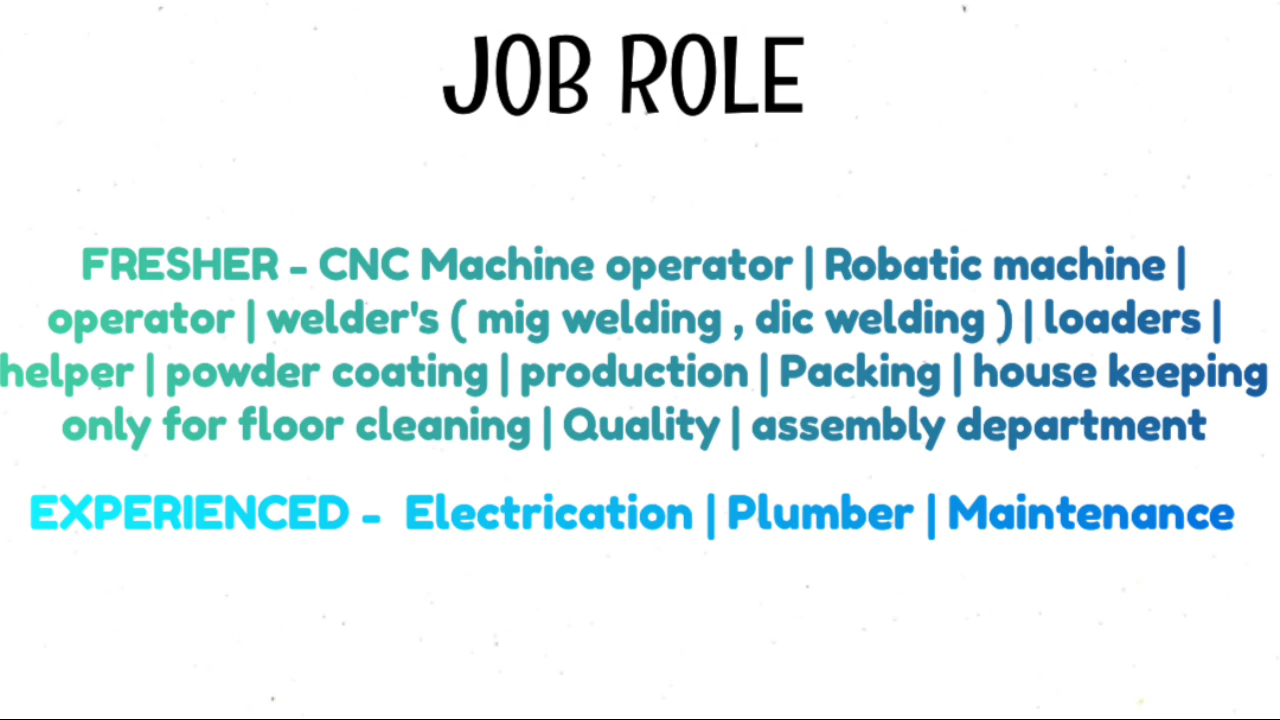 JOB ROLE
FRESHER - CNC Machine operator | Robatic machine |
operator | welder's ( mig welding , dic welding ) | loaders |
helper | powder coating | production | Packing | house keeping
only for floor cleaning | Quality | assembly department
EXPERIENCED - Electrication | Plumber | Maintenance